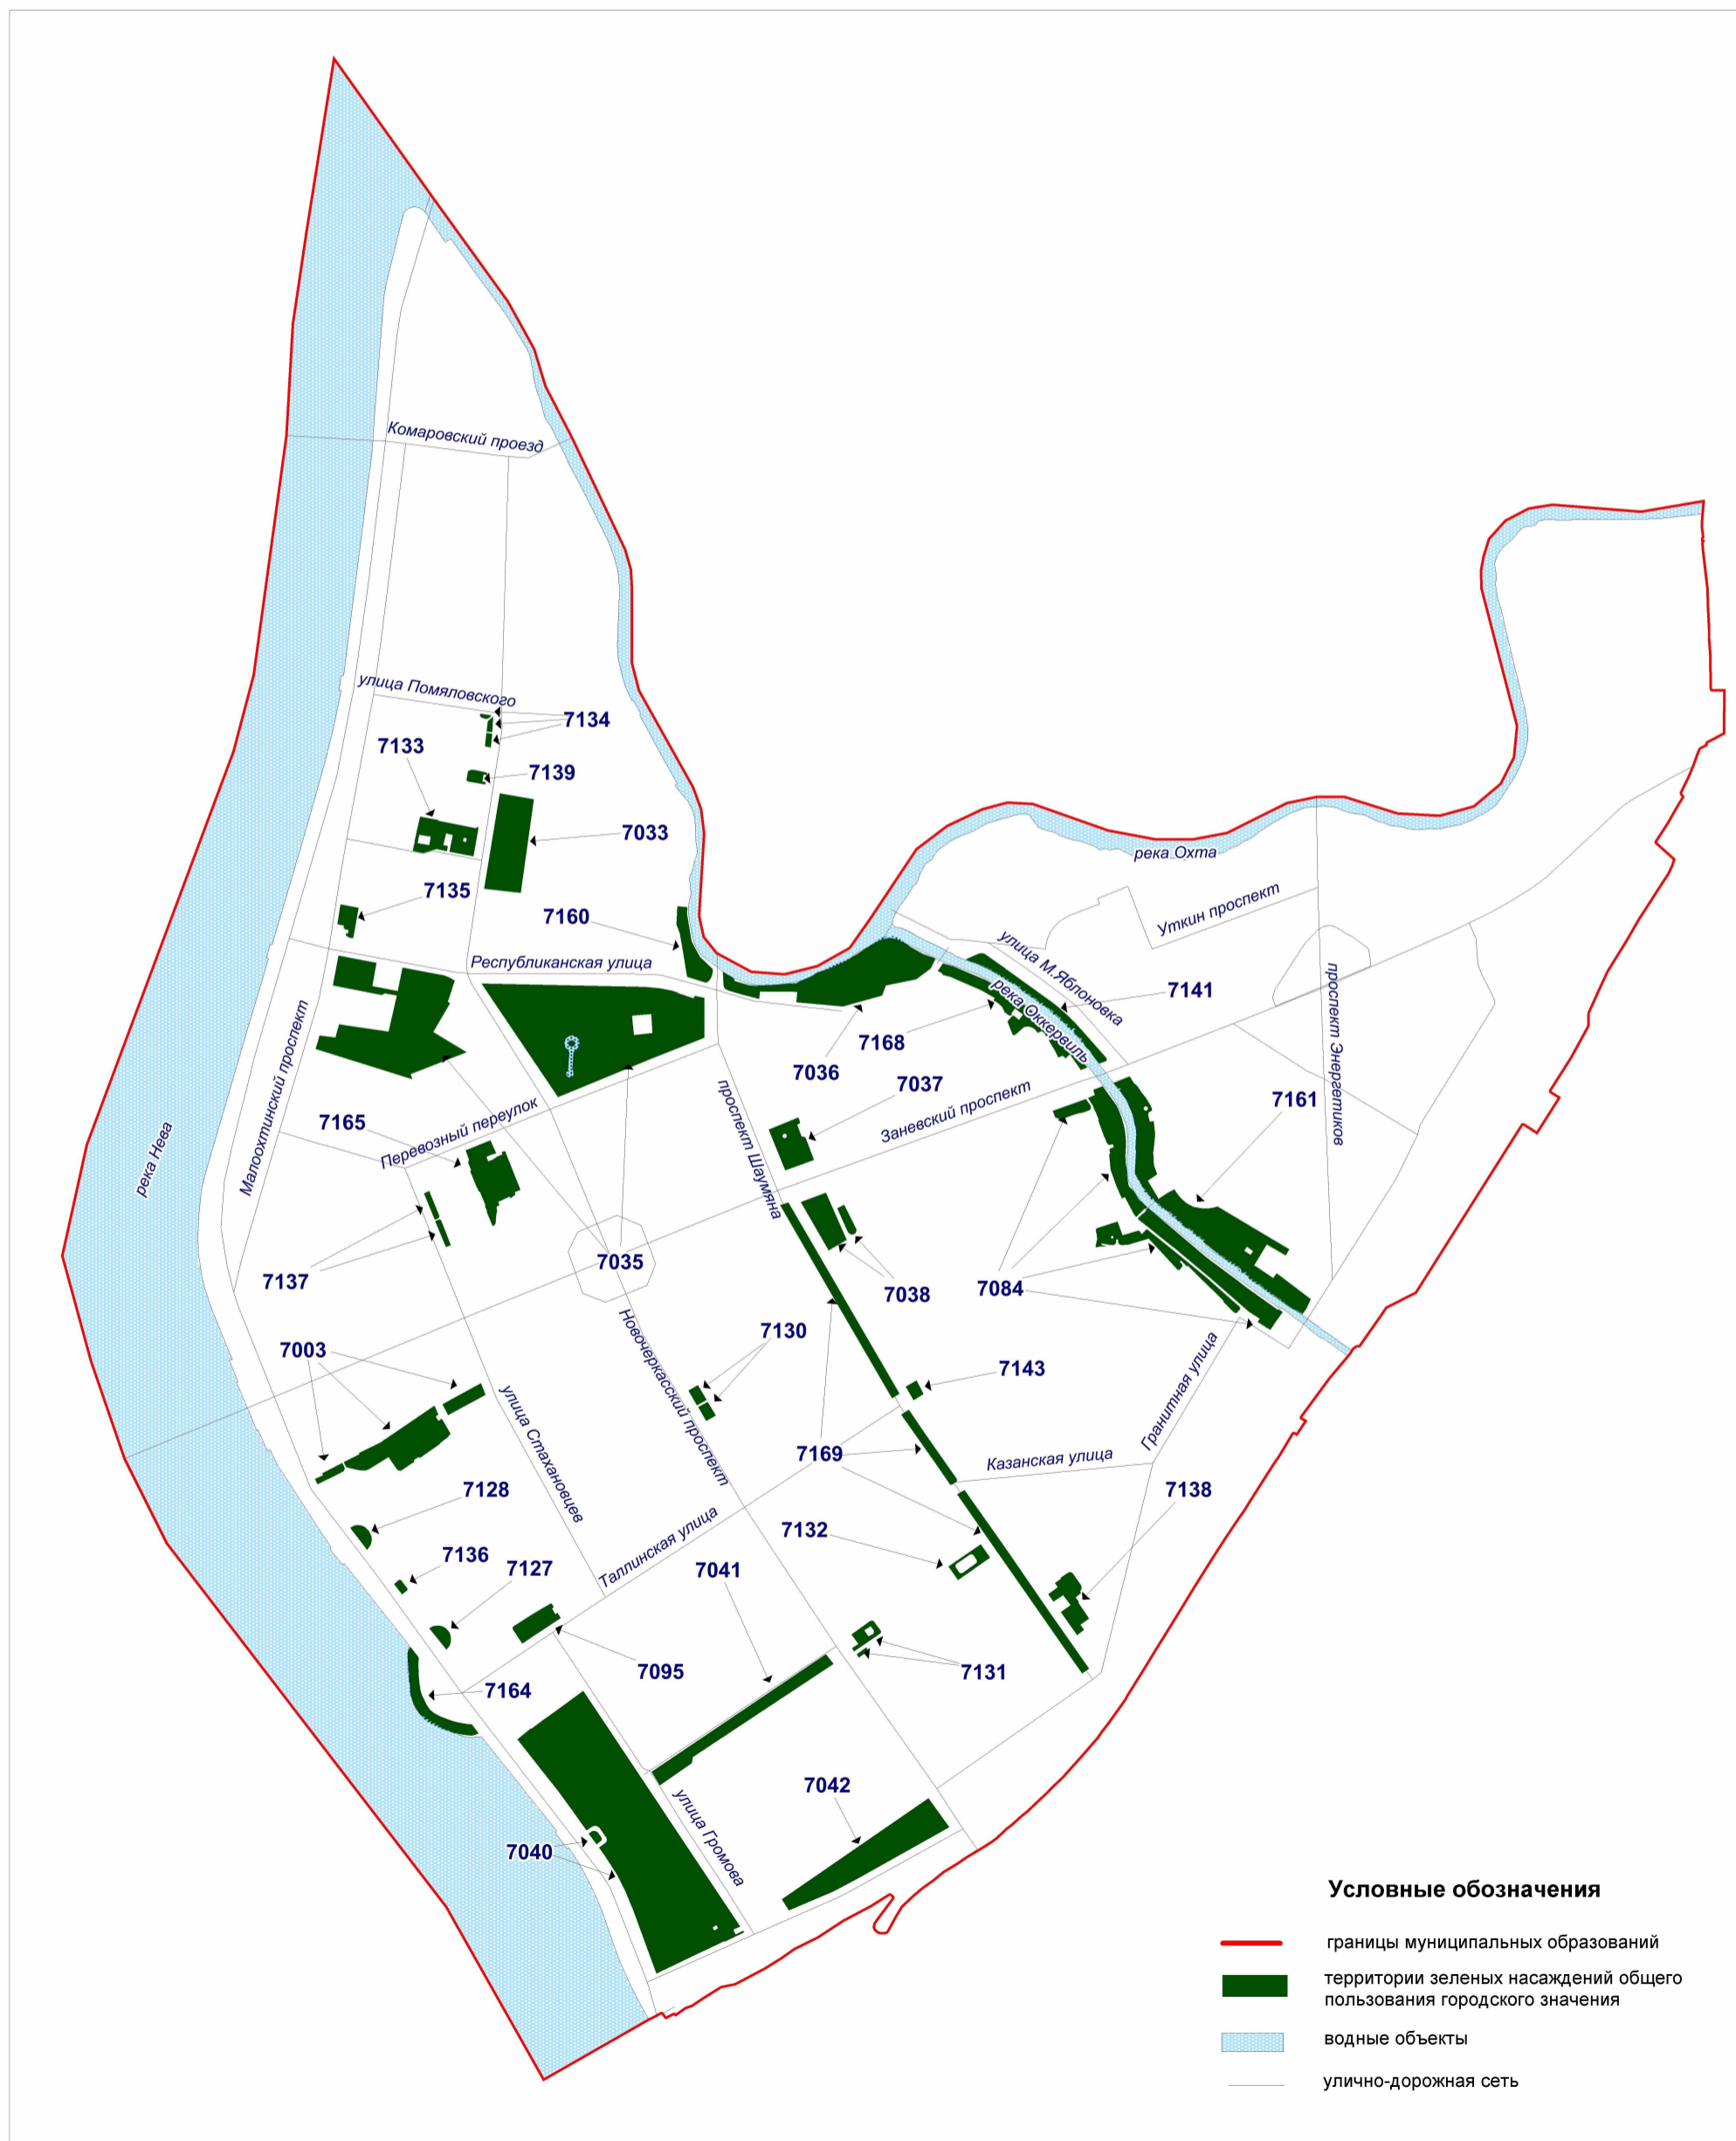 Комаровский проезд
улица Помяловского
7134
7133
7139
7033
7135
7160
река Охта
Уткин проспект
улица М.Яблоновка
Республиканская улица
7141
река Оккервиль
проспект Энергетиков
7168
7036
7037
Малоохтинский проспект
7161
7165
Перевозный переулок
проспект Шаумяна
Заневский проспект
река Нева
7035
7137
7038
7084
7130
7003
Новочеркасский проспект
7143
Гранитная улица
улица Стахановцев
7169
Казанская улица
7128
7138
7132
7136
7127
Таллинская улица
7041
7095
7131
7164
7042
улица Громова
7040
Условные обозначения
границы муниципальных образований
территории зеленых насаждений общего
пользования городского значения
водные объекты
улично-дорожная сеть